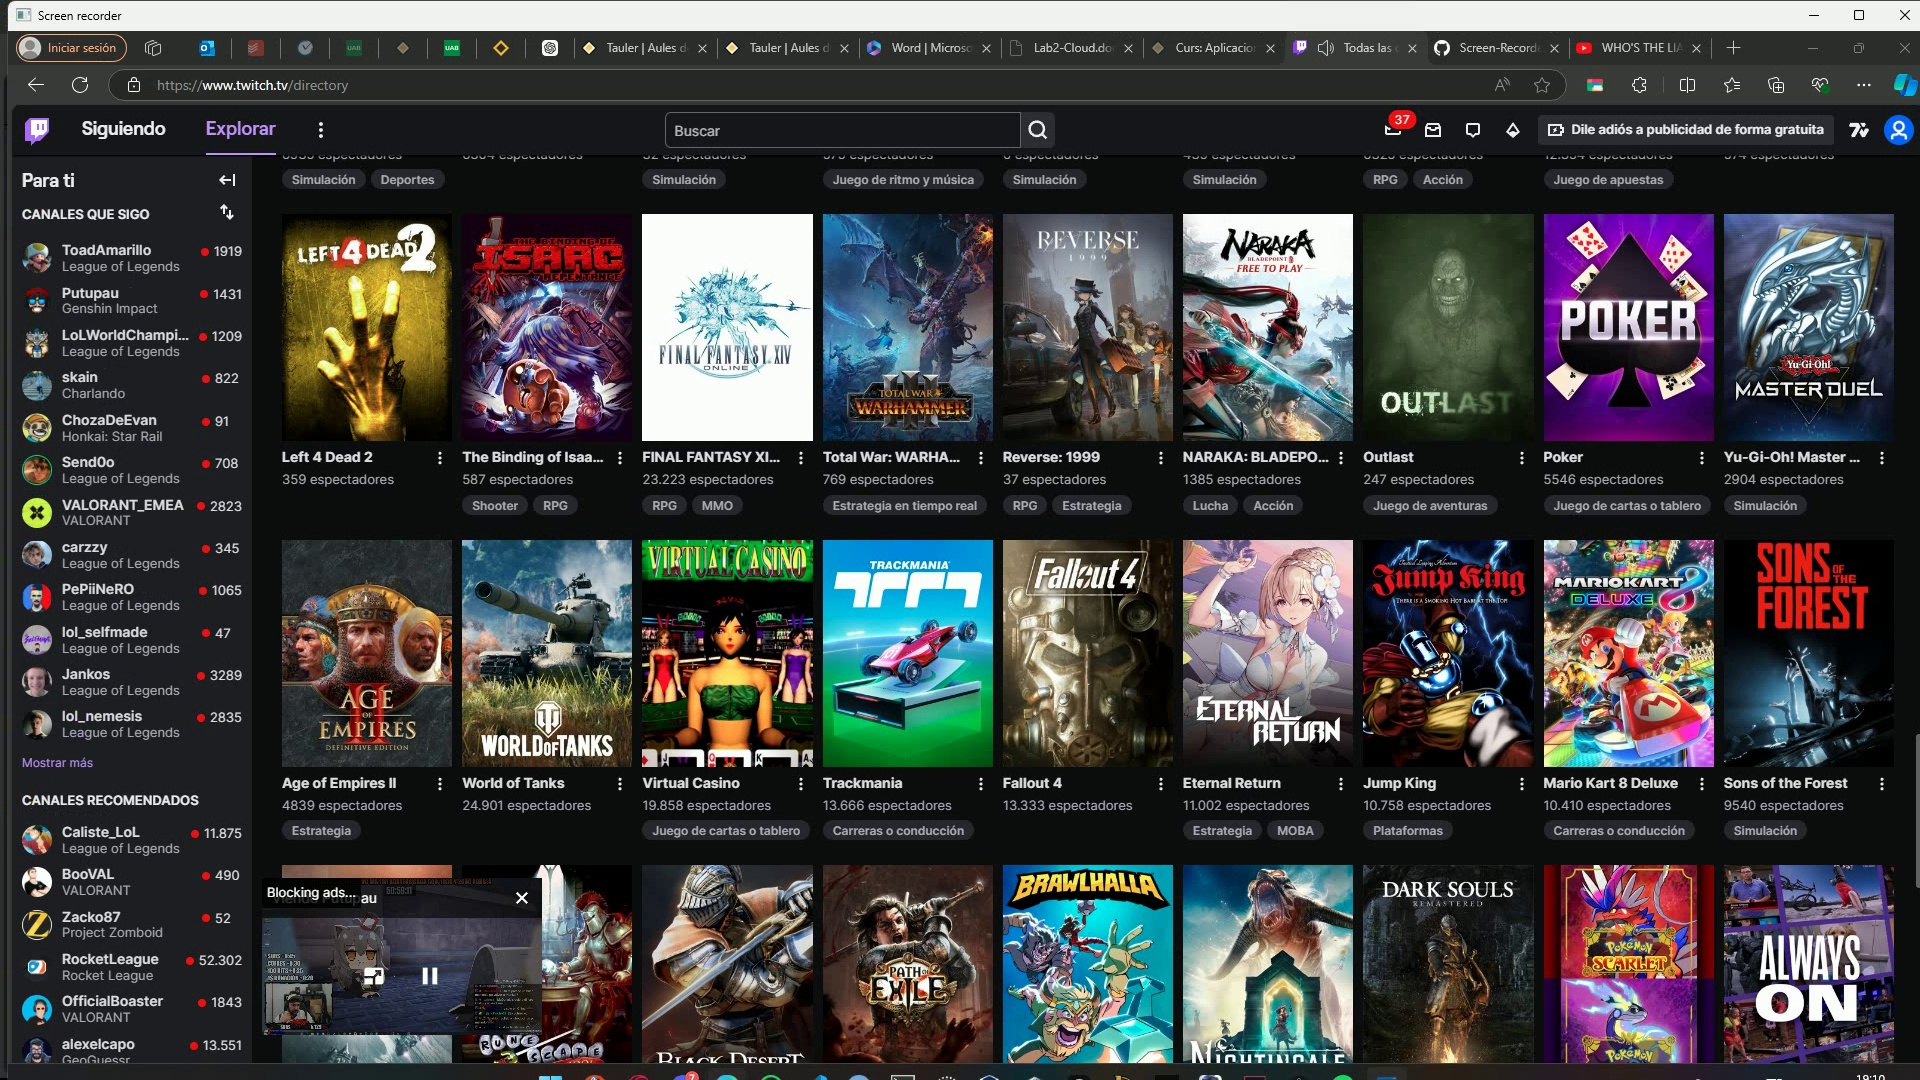 Screen recorder
Iniciar sesión
UAB
UAB
Tauler | Aules d
Tauler | Aules d
Word | Microso
Lab2-Cloud.do
Curs: Aplicacion
Todas las
Screen-Record
WHO'S THE LIA
https://www.twitch.tv/directory
Siguiendo
Explorar
Buscar
37
Dile adiós a publicidad de forma gratuita
Simulación
Deportes
Simulación
Juego de ritmo y música
Simulación
Simulación
RPG
Acción
Juego de apuestas
Para ti
CANALES QUE SIGO
ToadAmarillo
1919
League of Legends
Putupau
1431
Genshin Impact
LoLWorldChampi...
1209
League of Legends
skain
822
Charlando
ChozaDeEvan
91
Honkai: Star Rail
Send0o
708
League of Legends
VALORANT_EMEA
2823
VALORANT
carzzy
345
League of Legends
PePiiNeRO
1065
League of Legends
lol_selfmade
47
League of Legends
Jankos
3289
League of Legends
lol_nemesis
2835
League of Legends
Mostrar más
CANALES RECOMENDADOS
Caliste_LoL
11.875
League of Legends
BooVAL
490
VALORANT
Zacko87
52
Project Zomboid
RocketLeague
52.302
Rocket League
OfficialBoaster
1843
VALORANT
alexelcapo
13.551
GeoGuessr
LEFT 4 DEAD 2
THE BINDING OF
ISAAC
REPENTANCE
FINAL FANTASY XIV
ONLINE
TOTAL WAR
WARHAMMER
III
REVERSE
1999
NARAKA
BLADEPOINT
FREE TO PLAY
OUTLAST
POKER
Yu-Gi-Oh!
MASTER DUEL
Left 4 Dead 2
359 espectadores
The Binding of Isaa...
587 espectadores
Shooter
RPG
FINAL FANTASY XI...
23.223 espectadores
RPG
MMO
Total War: WARHA...
769 espectadores
Estrategia en tiempo real
Reverse: 1999
37 espectadores
RPG
Estrategia
NARAKA: BLADEPO...
1385 espectadores
Lucha
Acción
Outlast
247 espectadores
Juego de aventuras
Poker
5546 espectadores
Juego de cartas o tablero
Yu-Gi-Oh! Master ...
2904 espectadores
Simulación
AGE
OF
EMPIRES
II
DEFINITIVE EDITION
WORLD OF TANKS
VIRTUAL CASINO
TRACKMANIA
Fallout 4
ETERNAL
RETURN
Jump King
THERE IS A SMOKING HOT BABE AT THE TOP!
MARIOKART 8
DELUXE
SONS
OF THE
FOREST
Age of Empires II
4839 espectadores
Estrategia
World of Tanks
24.901 espectadores
Virtual Casino
19.858 espectadores
Juego de cartas o tablero
Trackmania
13.666 espectadores
Carreras o conducción
Fallout 4
13.333 espectadores
Eternal Return
11.002 espectadores
Estrategia
MOBA
Jump King
10.758 espectadores
Plataformas
Mario Kart 8 Deluxe
10.410 espectadores
Carreras o conducción
Sons of the Forest
9540 espectadores
Simulación
Blocking ads...
Viendo Putupau
RUNESCAPE
BLACK DESERT
PATH OF
EXILE
BRAWLHALLA
NIGHTINGALE
DARK SOULS
REMASTERED
POKÉMON
SCARLET
POKÉMON
ALWAYS
ON
19:10